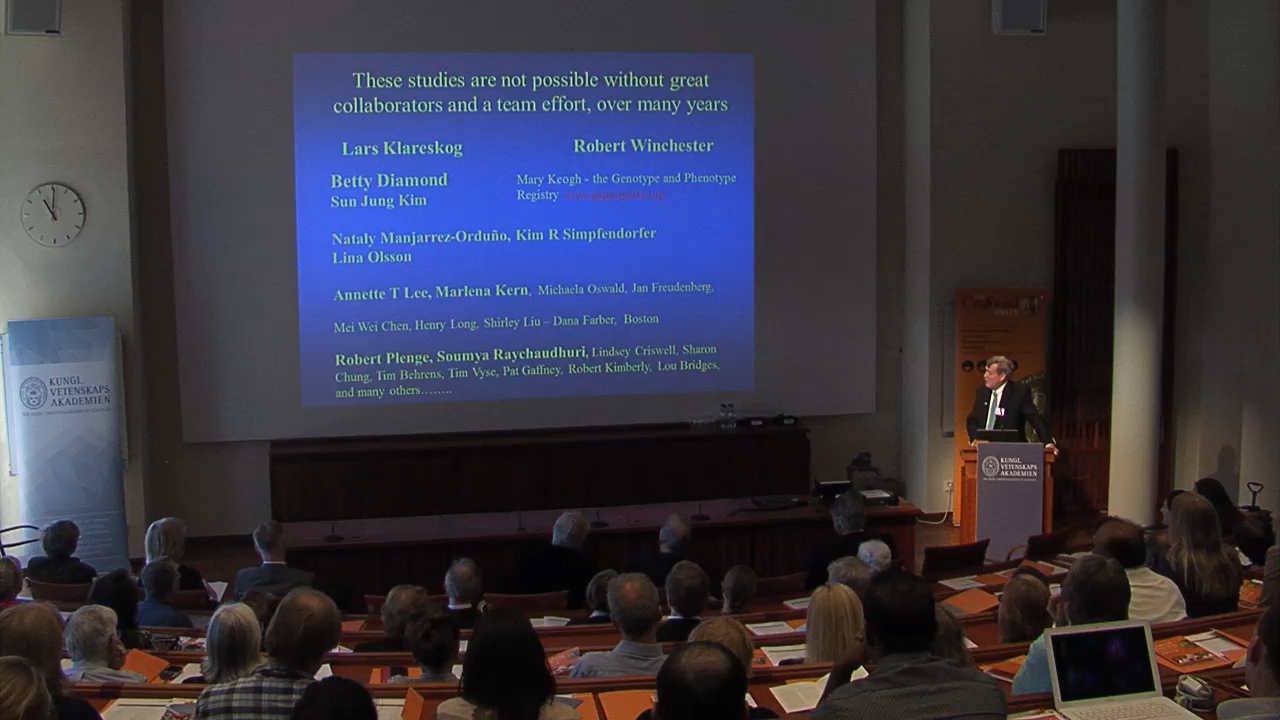 These studies are not possible without great
collaborators and a team effort, over many years
Lars Klareskog
Robert Winchester
Betty Diamond
Sun Jung Kim
Mary Keogh - the Genotype and Phenotype
Registry
Nataly Manjarrez-Orduño, Kim R Simpfendorfer
Lina Olsson
Annette T Lee, Marlena Kern, Michaela Oswald, Jan Freudenberg,
Mei Wei Chen, Henry Long, Shirley Liu – Dana Farber, Boston
Robert Plenge, Soumya Raychaudhuri, Lindsey Criswell, Sharon
Chung, Tim Behrens, Tim Vyse, Pat Gaffney, Robert Kimberly, Lou Bridges,
and many others........
KUNGL.
VETENSKAPS
AKADEMIEN
KUNGL.
VETENSKAPS
AKADEMIEN